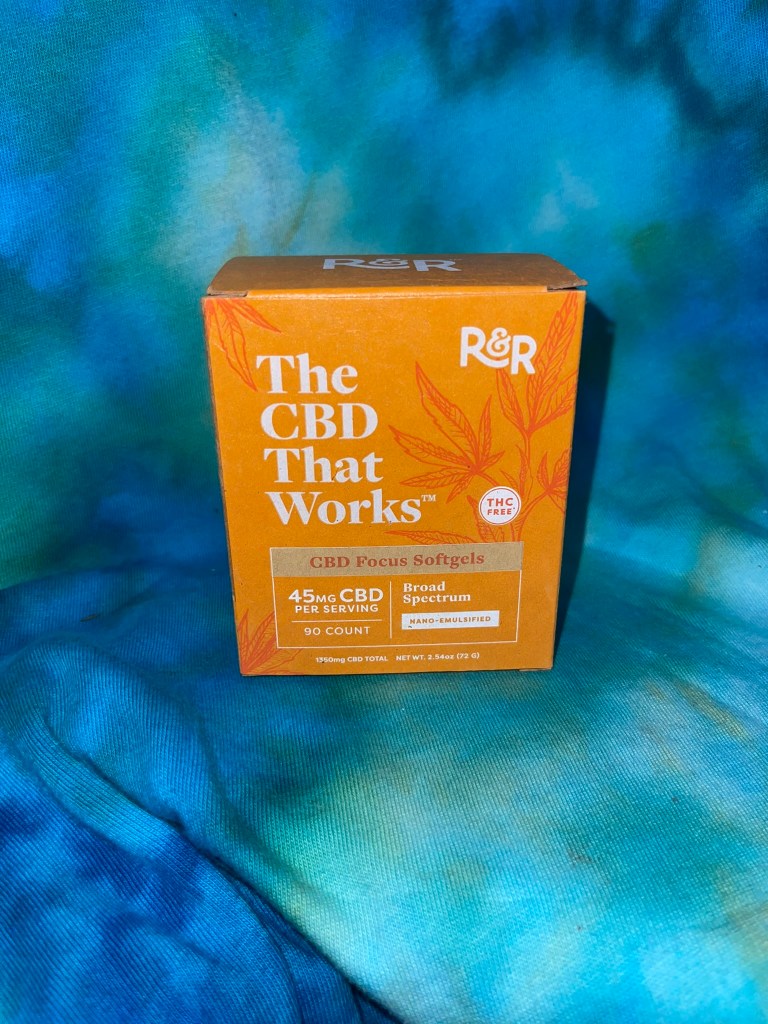 R&R
R&R
The
CBD
That
Works™
THC
FREE*
CBD Focus Softgels
45MG CBD
PER SERVING
90 COUNT
Broad
Spectrum
NANO-EMULSIFIED
1350mg CBD TOTAL NET WT. 2.54oz (72 G)